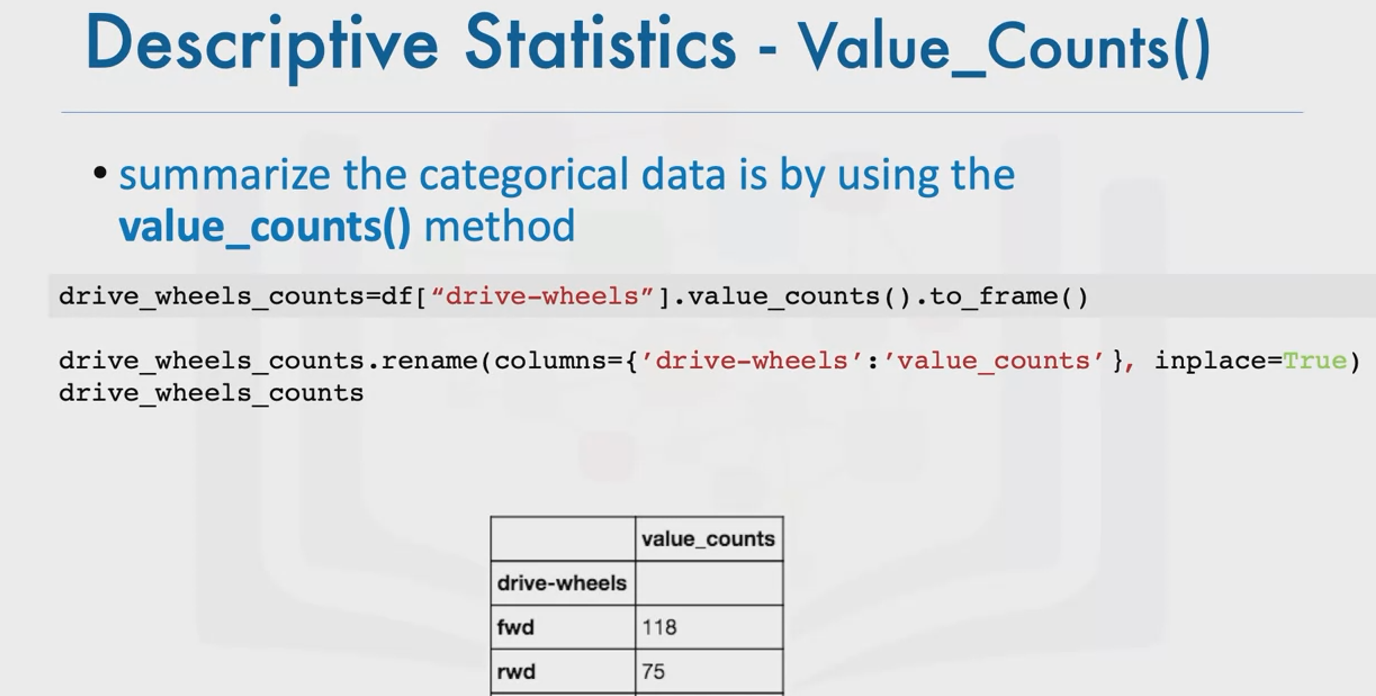 Descriptive Statistics - Value_Counts()
• summarize the categorical data is by using the
value_counts() method
drive_wheels_counts=df[“drive-wheels”].value_counts().to_frame()
drive_wheels_counts.rename(columns={’drive-wheels’:’value_counts’}, inplace=True)
drive_wheels_counts
value_counts
drive-wheels
fwd 118
rwd 75